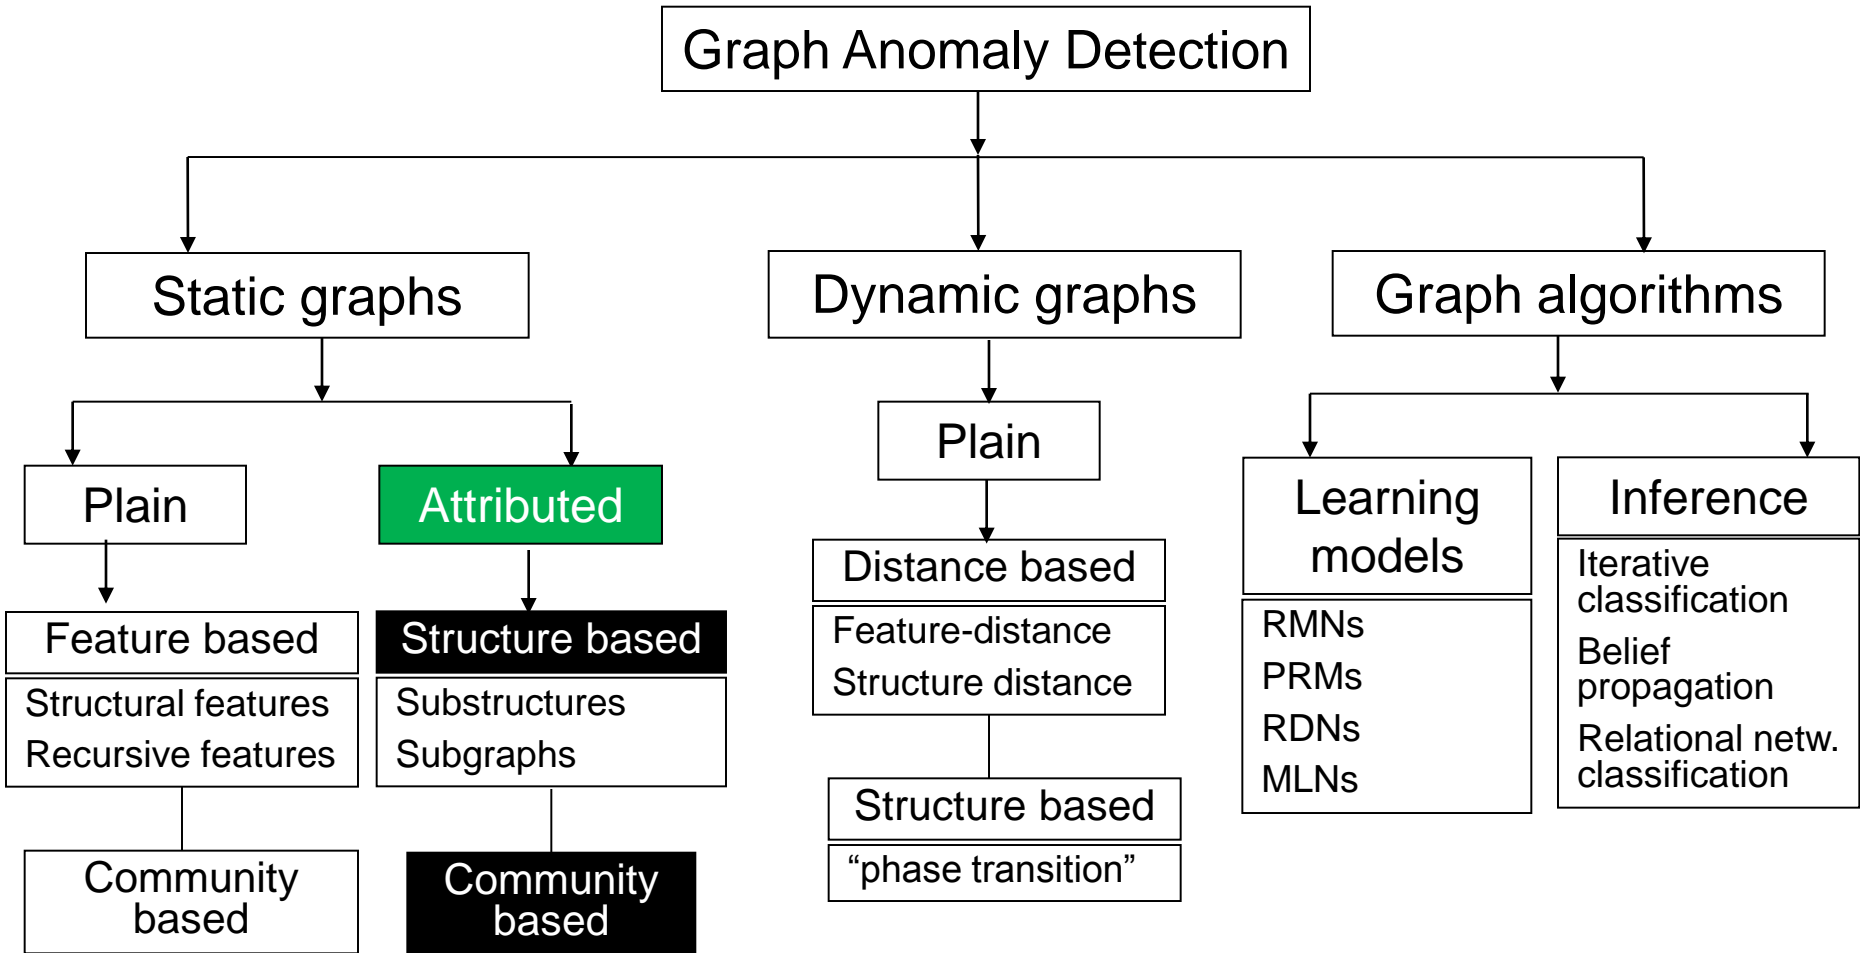 Graph Anomaly Detection
Static graphs
Dynamic graphs
Graph algorithms
Plain
Attributed
Plain
Learning
models
Inference
Feature based
Structural features
Recursive features
Community
based
Structure based
Substructures
Subgraphs
Community
based
Distance based
Feature-distance
Structure distance
Structure based
“phase transition”
RMNs
PRMs
RDNs
MLNs
Iterative
classification
Belief
propagation
Relational netw.
classification